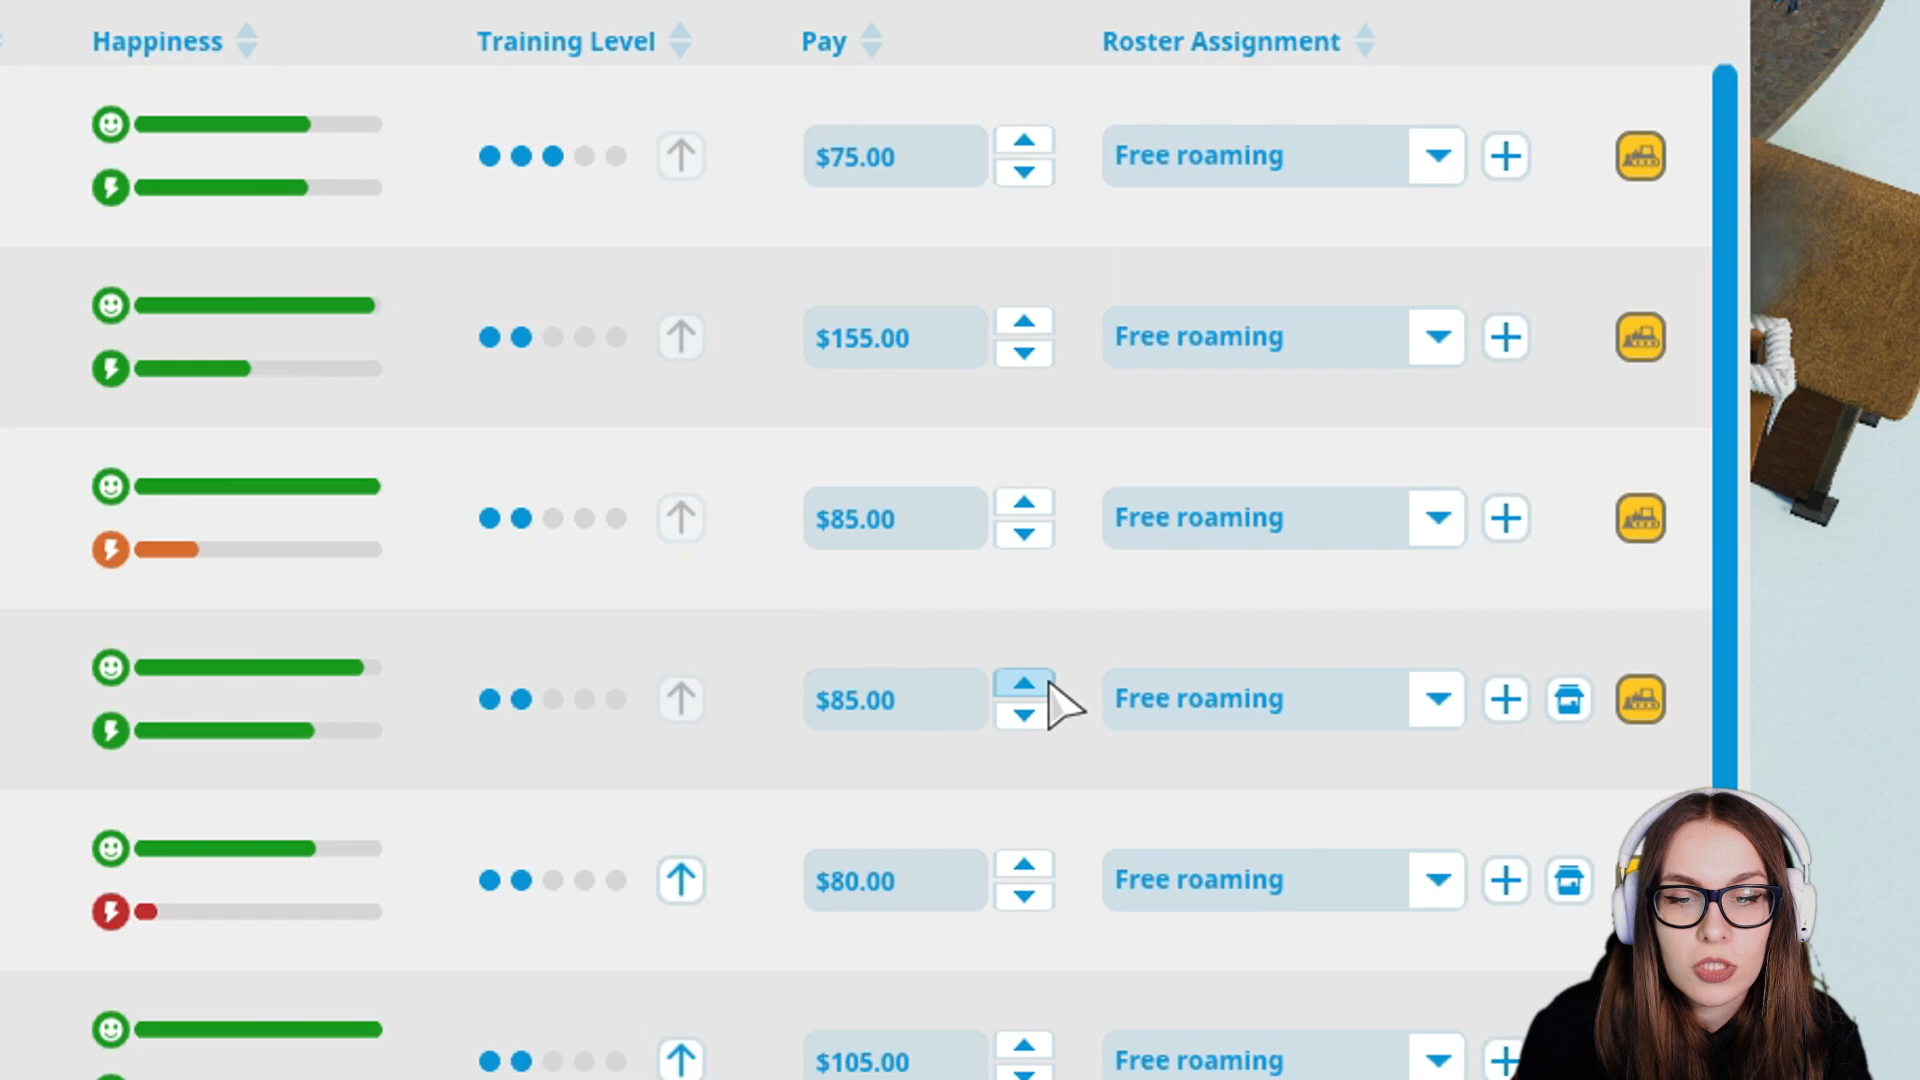 Happiness Training Level Pay Roster Assignment
$75.00 Free roaming
$155.00 Free roaming
$85.00 Free roaming
$85.00 Free roaming
$80.00 Free roaming
$105.00 Free roaming